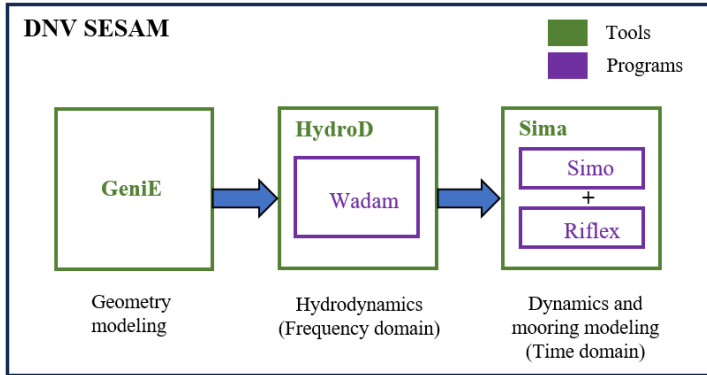 DNV SESAM
Tools
Programs
GeniE
HydroD
Wadam
Sima
Simo
+
Riflex
Geometry
modeling
Hydrodynamics
(Frequency domain)
Dynamics and
mooring modeling
(Time domain)